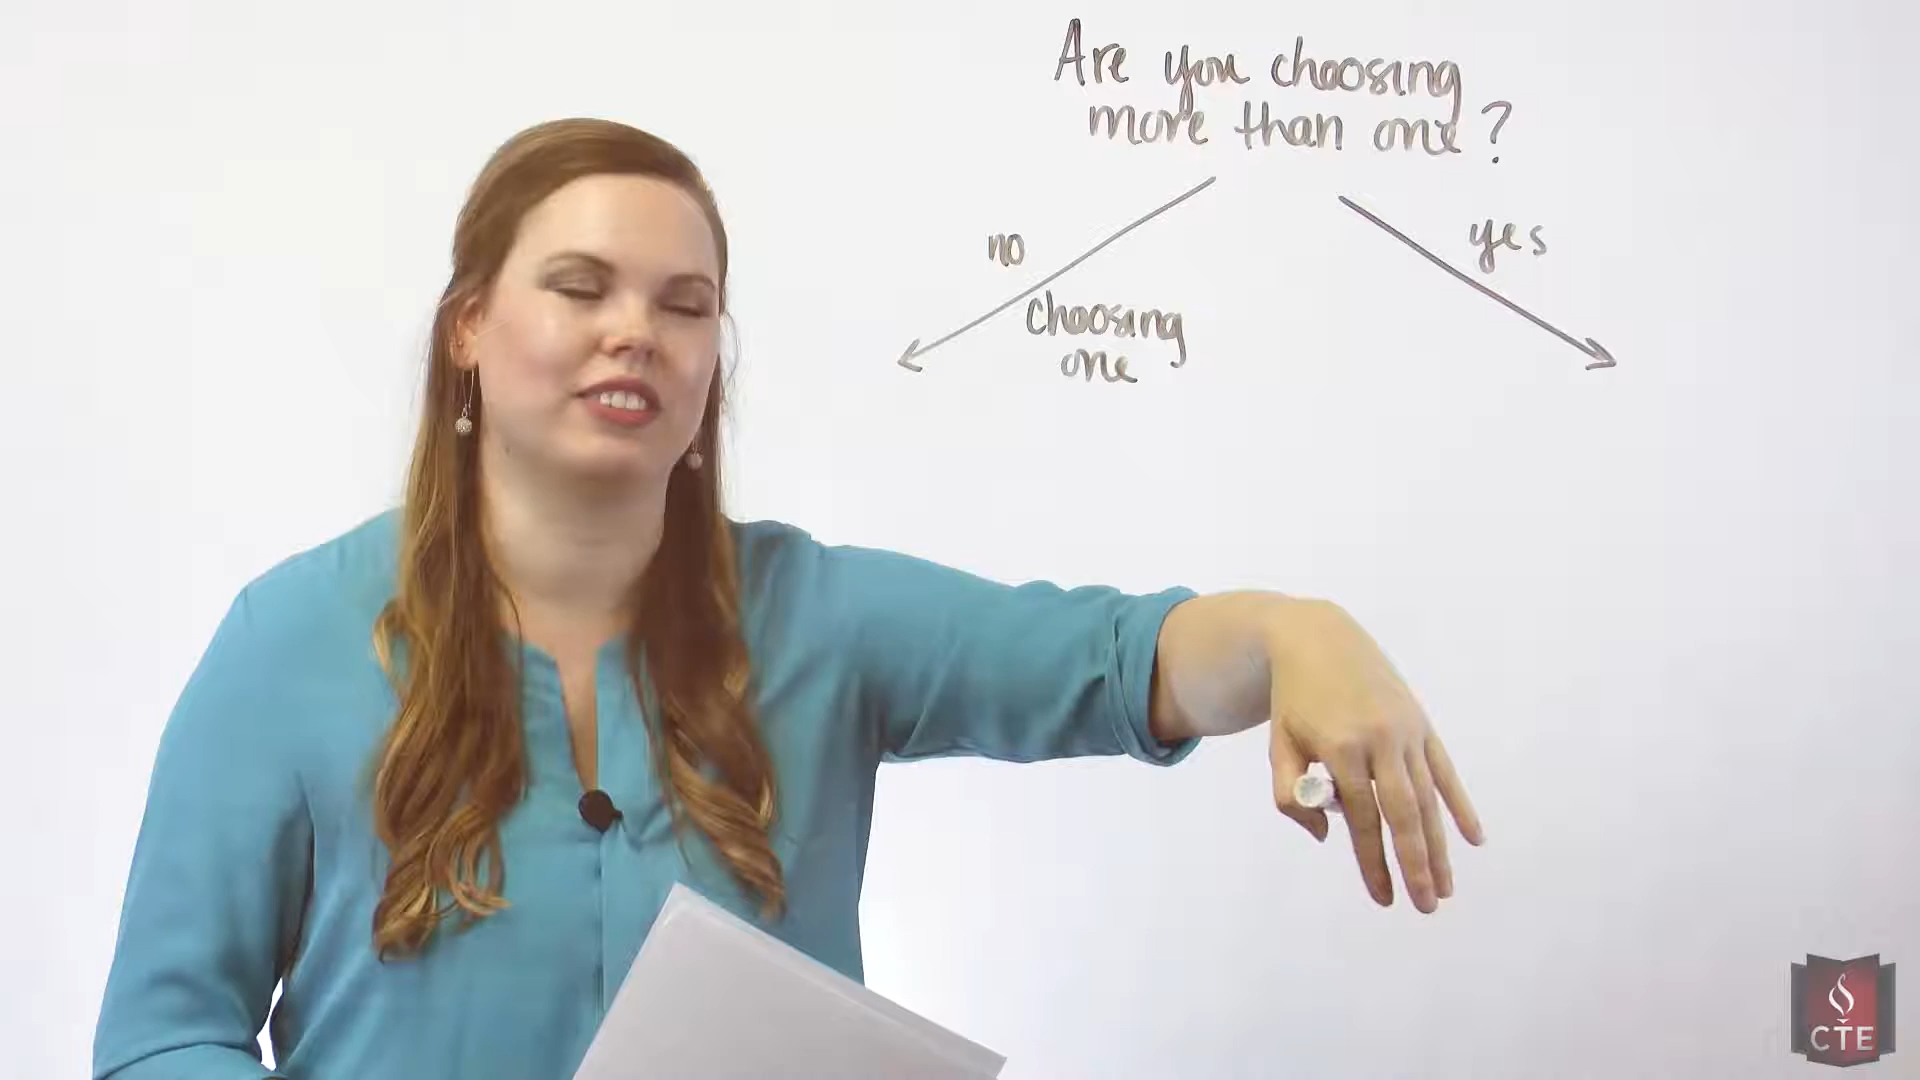 Are you choosing
more than one?
no
yes
choosing
one
CTE